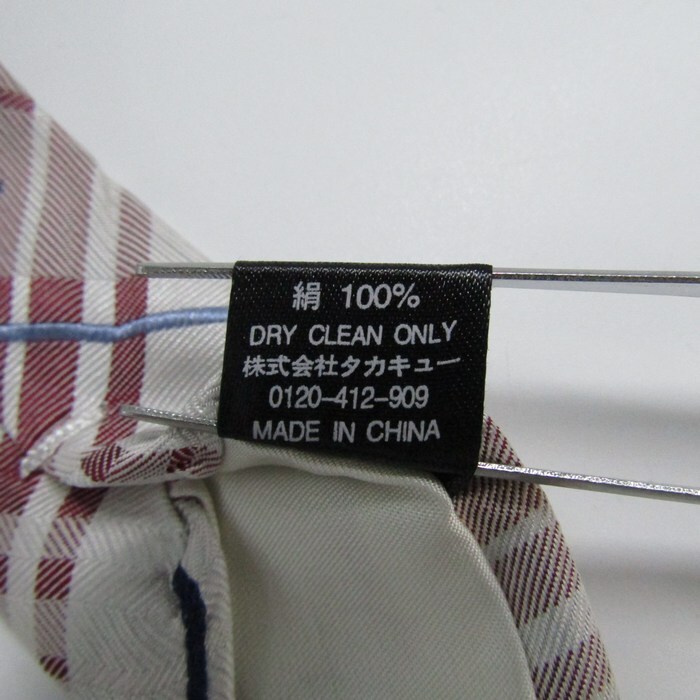 絹 100%
DRY CLEAN ONLY
株式会社タカキュー
0120-412-909
MADE IN CHINA